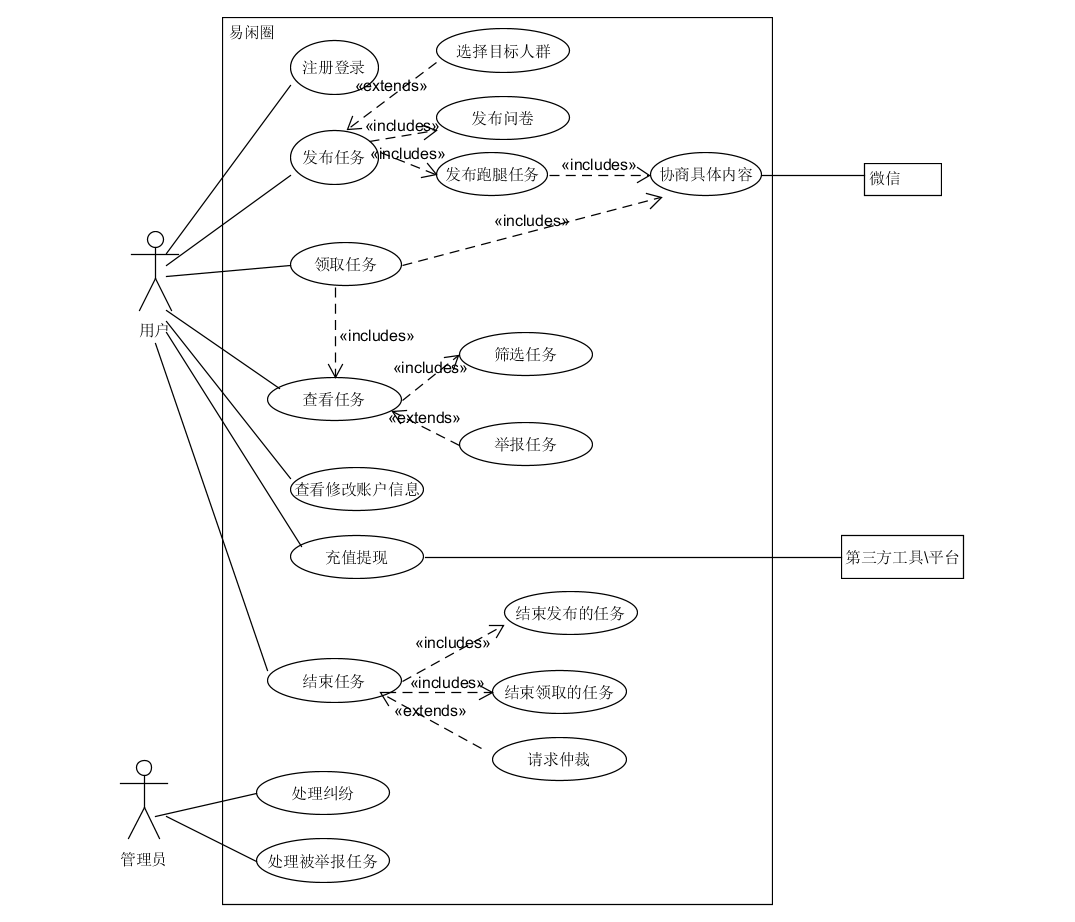 易闲圈
选择目标人群
注册登录
«extends»
发布问卷
«includes»
发布任务
«includes»
发布跑腿任务
«includes»
协商具体内容
微信
«includes»
领取任务
用户
«includes»
筛选任务
«includes»
查看任务
«extends»
举报任务
查看修改账户信息
充值提现
第三方工具\平台
结束发布的任务
«includes»
结束任务
«includes»
结束领取的任务
«extends»
请求仲裁
处理纠纷
管理员
处理被举报任务